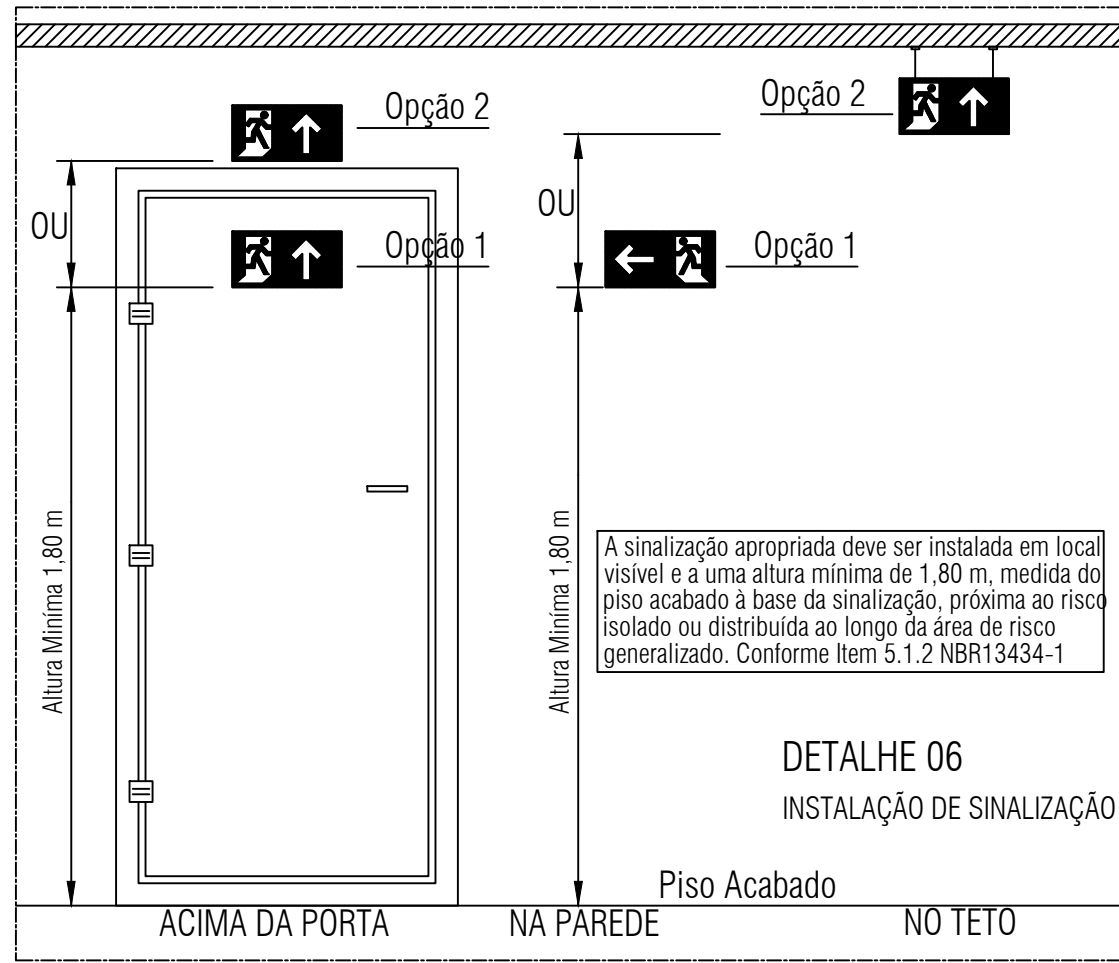 Opção 2
Opção 2
OU
OU
Opção 1
Opção 1
Altura Miníma 1,80 m
Altura Miníma 1,80 m
A sinalização apropriada deve ser instalada em local
visível e a uma altura mínima de 1,80 m, medida do
piso acabado à base da sinalização, próxima ao risco
isolado ou distribuída ao longo da área de risco
generalizado. Conforme Item 5.1.2 NBR13434-1
DETALHE 06
INSTALAÇÃO DE SINALIZAÇÃO
Piso Acabado
ACIMA DA PORTA
NA PAREDE
NO TETO